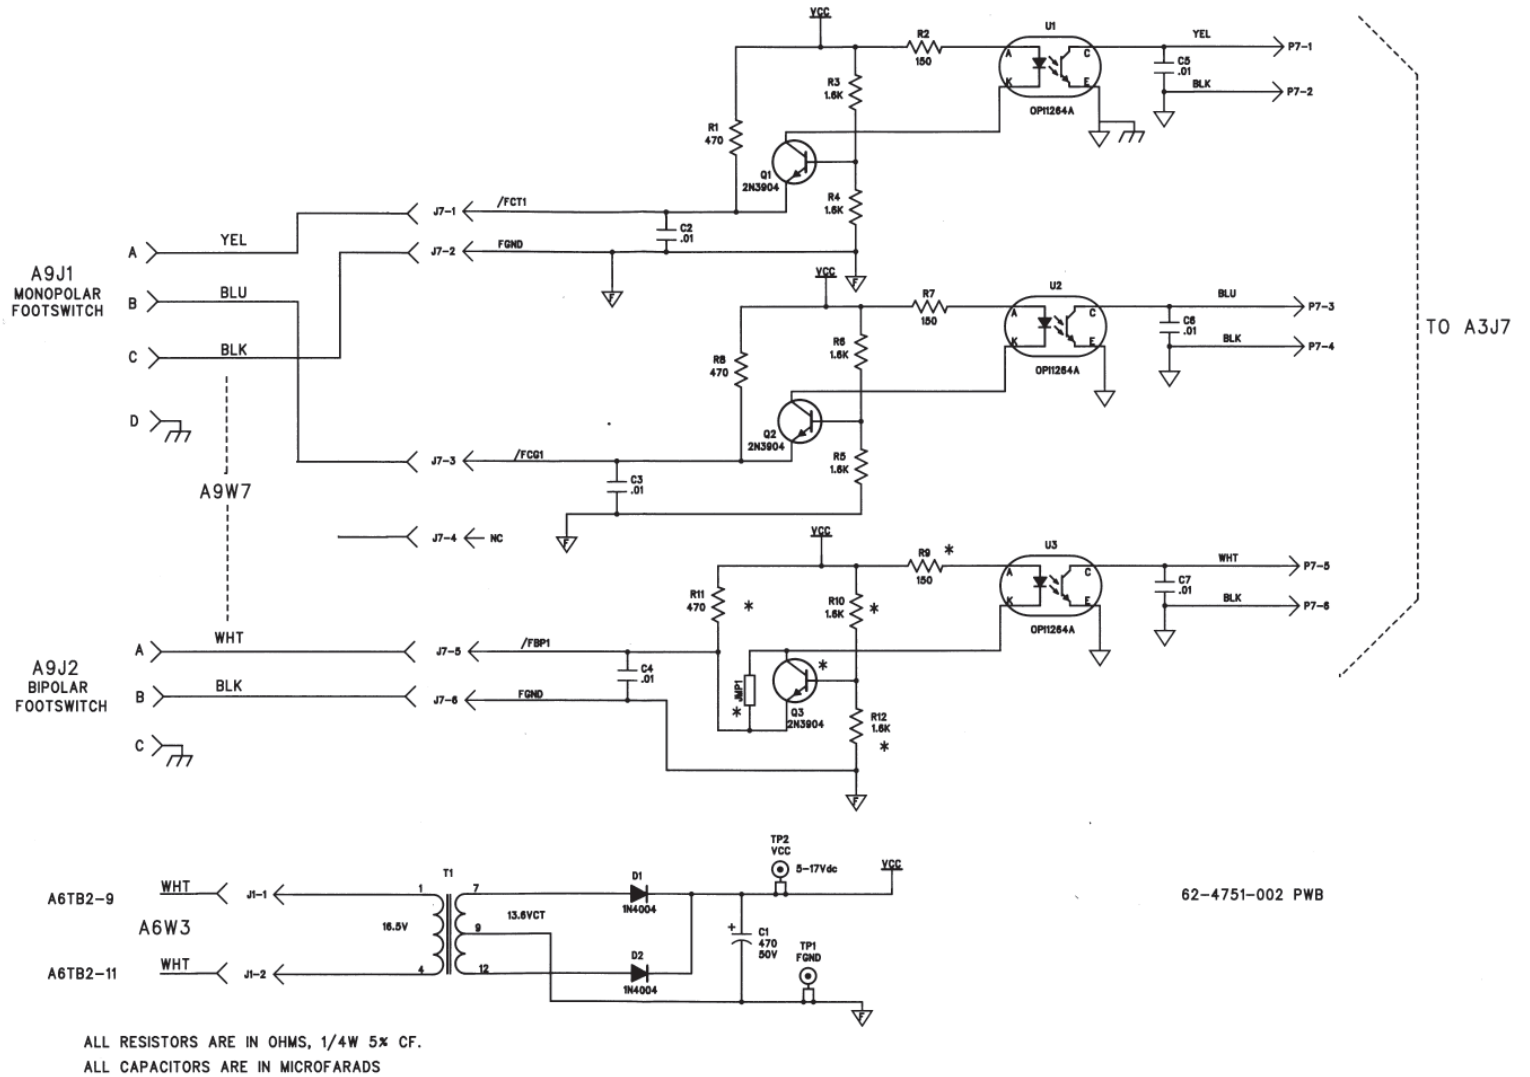 VCC
R2
150
U1
A
K
C
E
OPI1264A
YEL
P7-1
C5
.01
BLK
P7-2
R3
1.6K
R1
470
Q1
2N3904
R4
1.6K
A9J1
MONOPOLAR
FOOTSWITCH
A
YEL
B
BLU
C
BLK
D
J7-1
/FCT1
C2
.01
J7-2
FGND
F
F
VCC
R7
150
U2
A
K
C
E
OPI1264A
BLU
P7-3
C6
.01
BLK
P7-4
TO A3J7
R6
1.6K
R8
470
Q2
2N3904
R5
1.6K
J7-3
/FCG1
C3
.01
F
A9W7
J7-4
NC
VCC
R9
*
150
U3
A
K
C
E
OPI1264A
WHT
P7-5
C7
.01
BLK
P7-6
R11
470
*
R10
1.6K
*
A9J2
BIPOLAR
FOOTSWITCH
A
WHT
B
BLK
C
J7-5
/FBP1
C4
.01
J7-6
FGND
JMP1
*
*
Q3
2N3904
R12
1.6K
*
F
A6TB2-9
WHT
J1-1
A6W3
A6TB2-11
WHT
J1-2
T1
1
4
16.5V
7
9
12
13.6VCT
D1
1N4004
D2
1N4004
+
C1
470
50V
TP2
VCC
5-17Vdc
VCC
TP1
FGND
F
62-4751-002 PWB
ALL RESISTORS ARE IN OHMS, 1/4W 5% CF.
ALL CAPACITORS ARE IN MICROFARADS